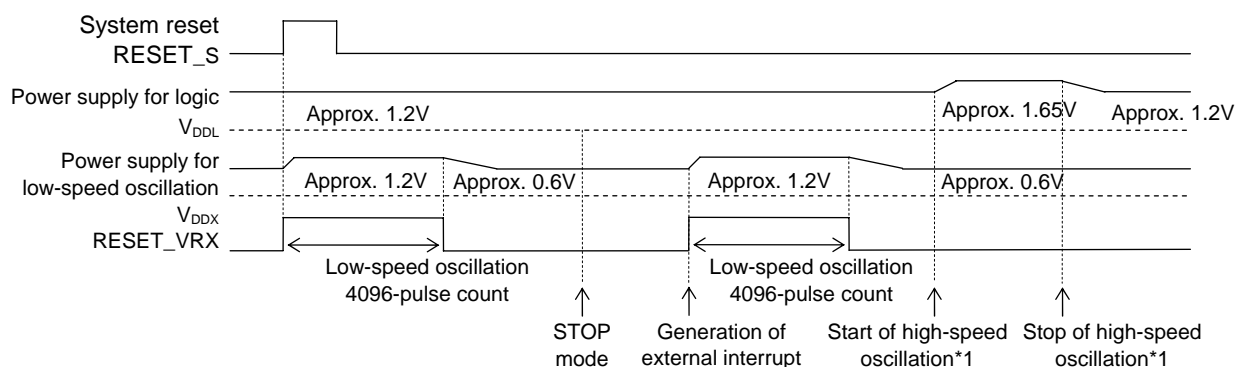 System reset
RESET_S
Power supply for logic
Approx. 1.2V
Approx. 1.65V
Approx. 1.2V
VDDL
Power supply for
low-speed oscillation
Approx. 1.2V
Approx. 0.6V
Approx. 1.2V
Approx. 0.6V
VDDX
RESET_VRX
Low-speed oscillation
4096-pulse count
Low-speed oscillation
4096-pulse count
STOP
mode
Generation of
external interrupt
Start of high-speed
oscillation*1
Stop of high-speed
oscillation*1